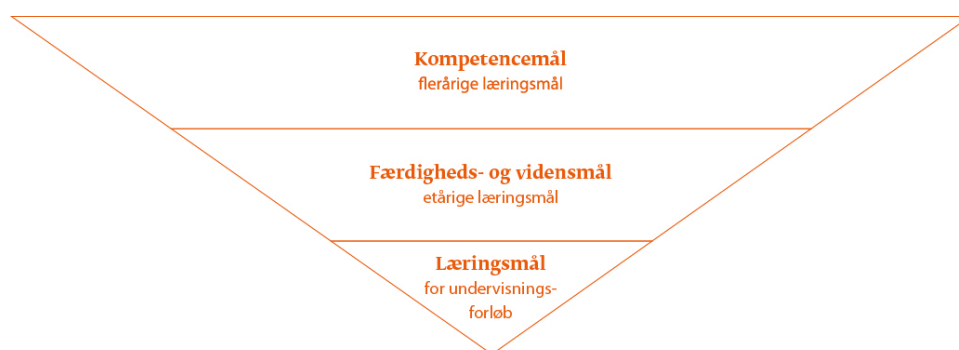 Kompetencemål
flerårige læringsmål
Færdigheds- og vidensmål
etårige læringsmål
Læringsmål
for undervisnings-
forløb